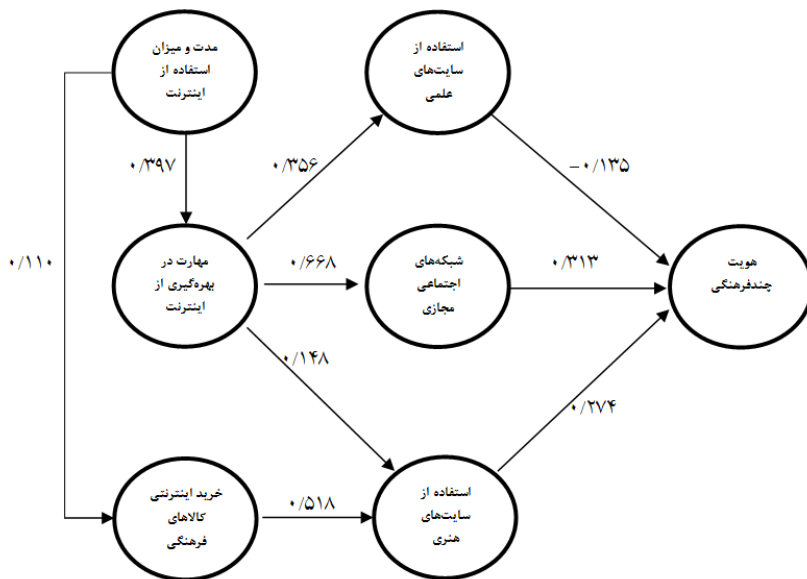 مدت و میزان
استفاده از
اینترنت
استفاده از
سایت‌های
علمی
۰/۳۹۷
۰/۳۵۶
-۰/۱۳۵
۰/۱۱۰
مهارت در
بهره‌گیری از
اینترنت
۰/۶۶۸
شبکه‌های
اجتماعی
مجازی
۰/۳۱۳
هویت
چندفرهنگی
۰/۱۴۸
۰/۲۷۴
خرید اینترنتی
کالاهای
فرهنگی
۰/۵۱۸
استفاده از
سایت‌های
هنری